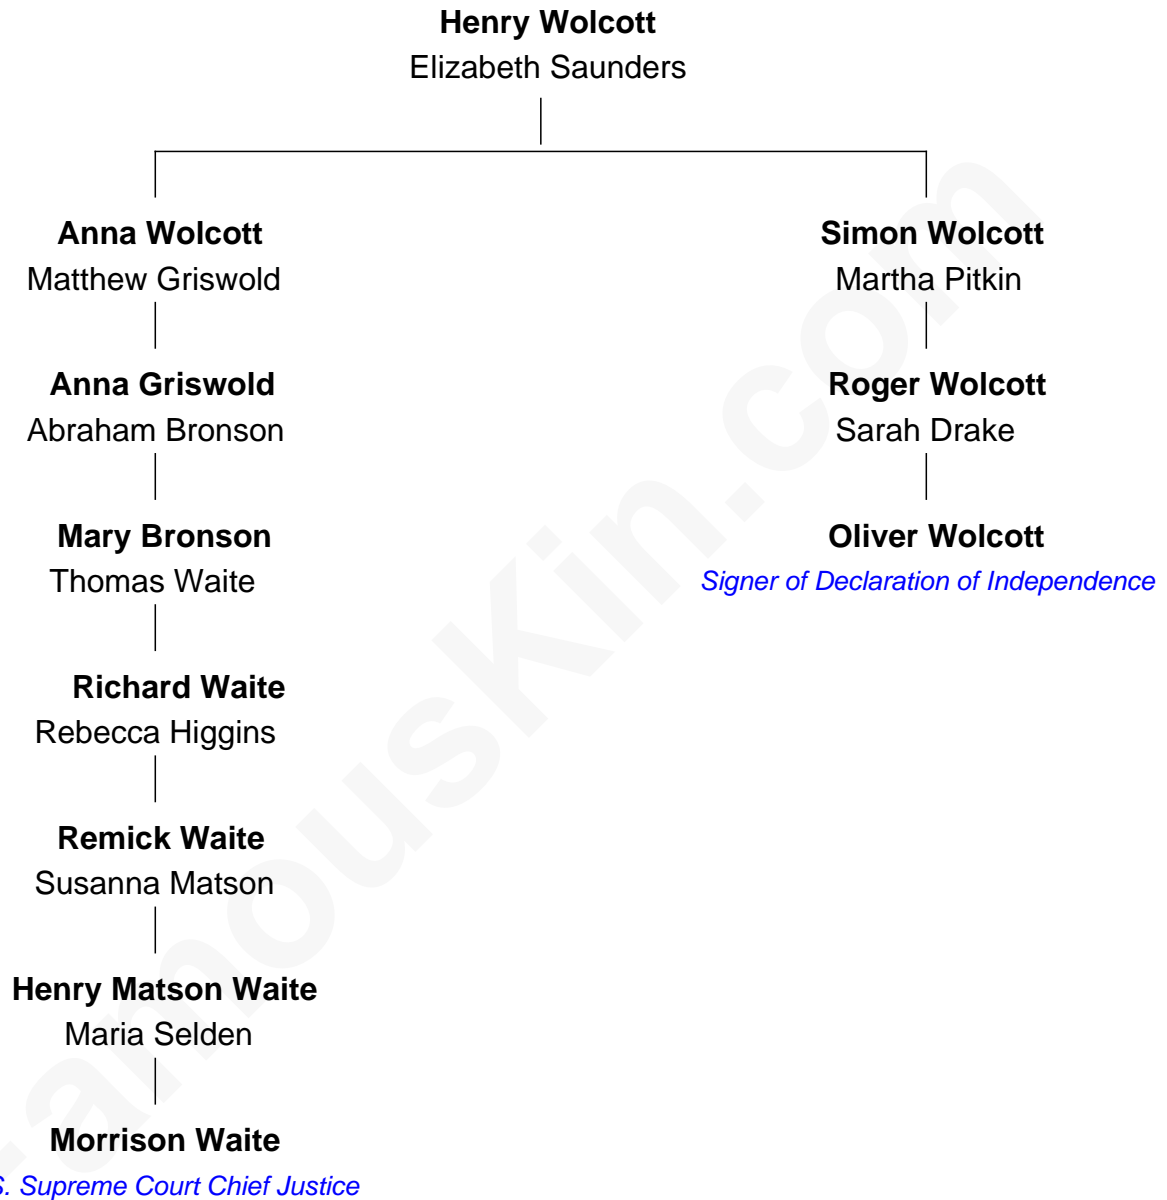 Henry Wolcott
Elizabeth Saunders
Anna Wolcott
Matthew Griswold
Simon Wolcott
Martha Pitkin
Anna Griswold
Abraham Bronson
Roger Wolcott
Sarah Drake
Mary Bronson
Thomas Waite
Oliver Wolcott
Signer of Declaration of Independence
Richard Waite
Rebecca Higgins
Remick Waite
Susanna Matson
Henry Matson Waite
Maria Selden
Morrison Waite
S. Supreme Court Chief Justice
amouskin.com